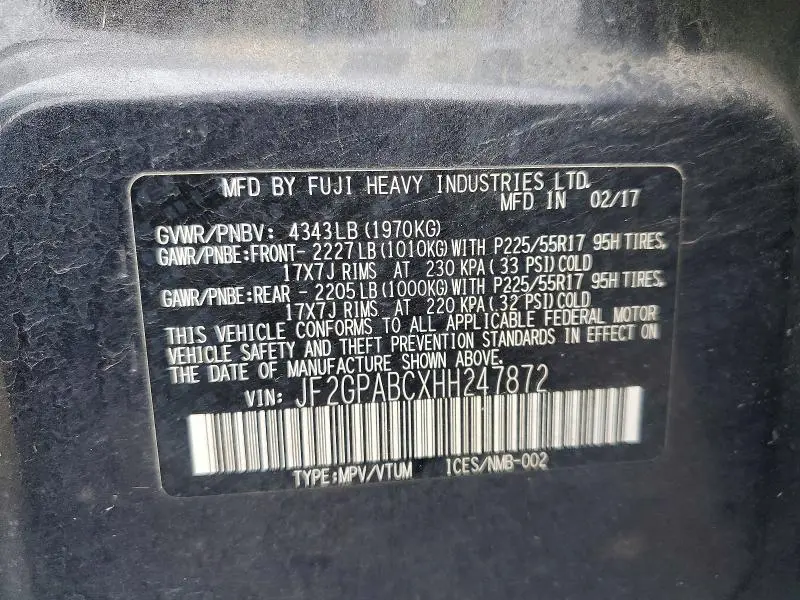 MFD BY FUJI HEAVY INDUSTRIES LTD.
MFD IN 02/17
GVWR/PNBV: 4343LB (1970KG)
GAWR/PNBE:FRONT- 2227LB (1010KG) WITH P225/55R17 95H TIRES,
17X7J RIMS AT 230 KPA (33 PSI) COLD
GAWR/PNBE:REAR - 2205LB (1000KG) WITH P225/55R17 95H TIRES,
17X7J RIMS AT 220 KPA (32 PSI) COLD
THIS VEHICLE CONFORMS TO ALL APPLICABLE FEDERAL MOTOR
VEHICLE SAFETY AND THEFT PREVENTION STANDARDS IN EFFECT ON
THE DATE OF MANUFACTURE SHOWN ABOVE.
VIN: JF2GPABCXHH247872
TYPE:MPV/VTUM ICES/NMB-002